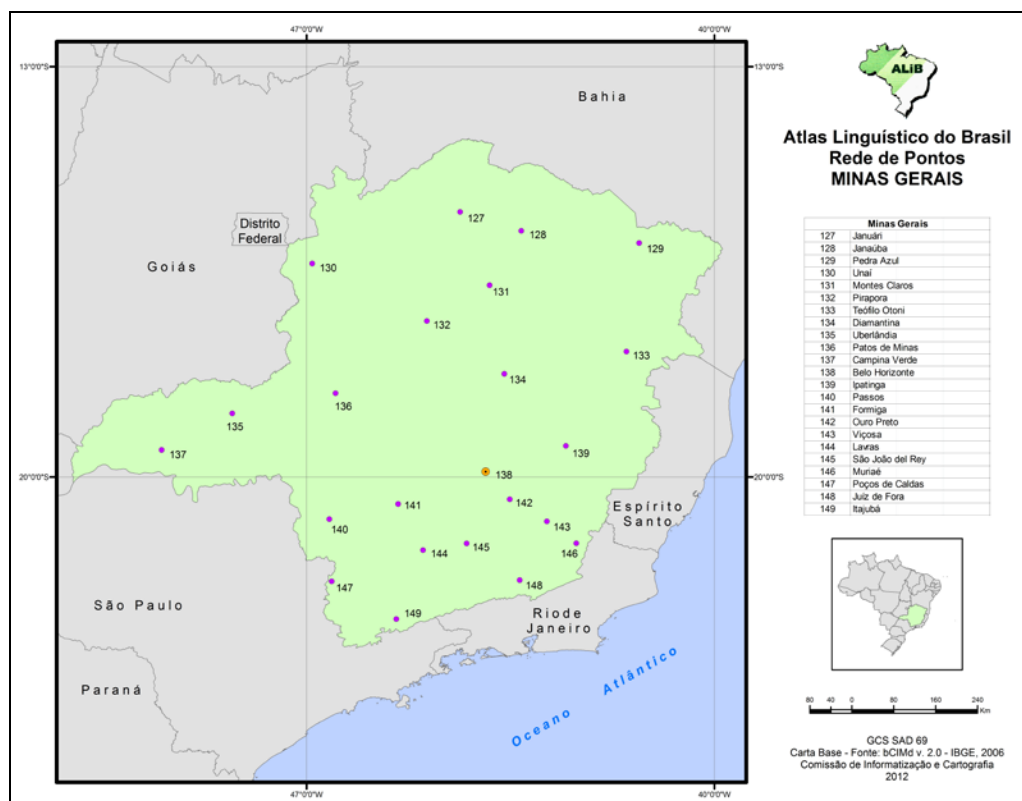 47°0'0"W
40°0'0"W
13°0'0"S
13°0'0"S
Bahia
Distrito
Federal
Goiás
127
128
129
130
131
132
133
134
135
136
137
138
139
20°0'0"S
20°0'0"S
140
141
142
143
144
145
146
147
148
149
Espírito
Santo
São Paulo
Riode
Janeiro
Paraná
Oceano Atlântico
47°0'0"W
40°0'0"W
ALiB
Atlas Linguístico do Brasil
Rede de Pontos
MINAS GERAIS
Minas Gerais
127 Januári
128 Janaúba
129 Pedra Azul
130 Unaí
131 Montes Claros
132 Pirapora
133 Teófilo Otoni
134 Diamantina
135 Uberlândia
136 Patos de Minas
137 Campina Verde
138 Belo Horizonte
139 Ipatinga
140 Passos
141 Formiga
142 Ouro Preto
143 Viçosa
144 Lavras
145 São João del Rey
146 Muriaé
147 Poços de Caldas
148 Juiz de Fora
149 Itajubá
80 40 0 80 160 240
Km
GCS SAD 69
Carta Base - Fonte: bCIMd v. 2.0 - IBGE, 2006
Comissão de Informatização e Cartografia
2012